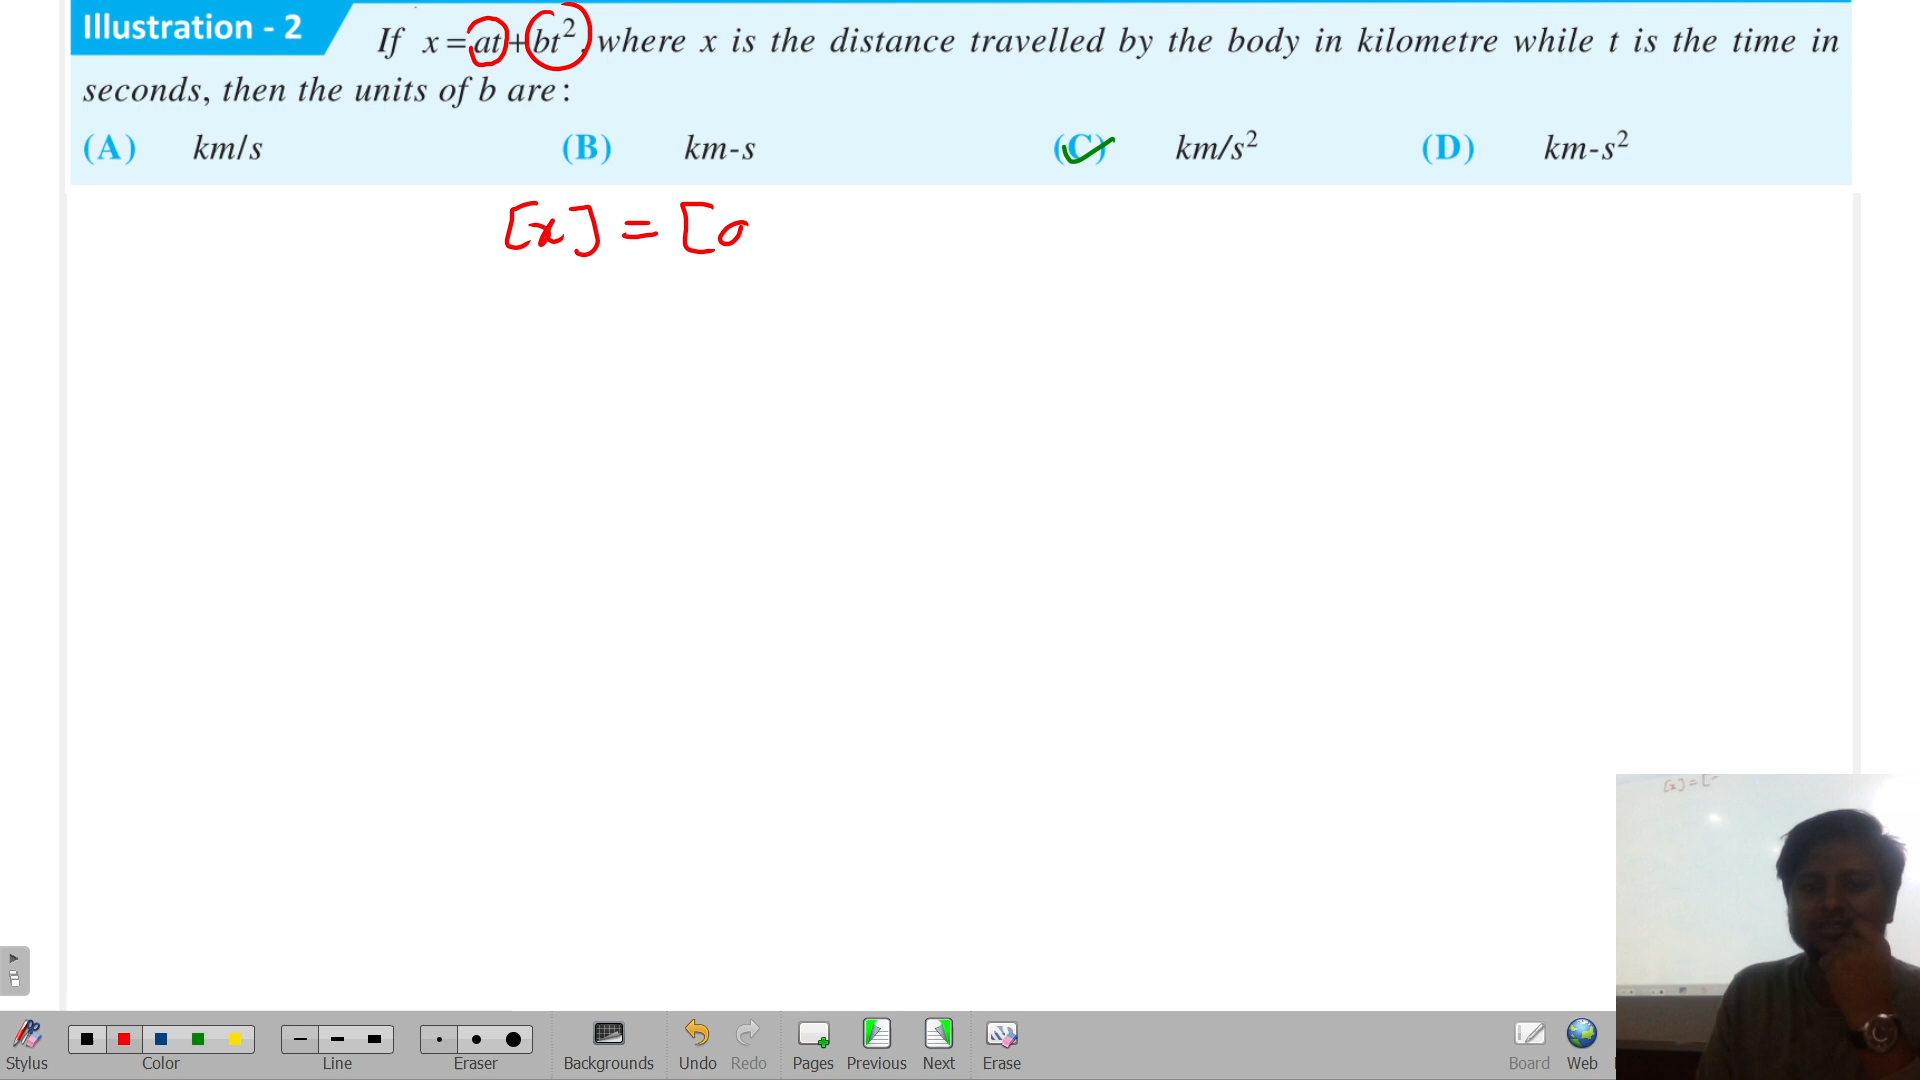 Illustration - 2
If x = at + bt², where x is the distance travelled by the body in kilometre while t is the time in
seconds, then the units of b are :
(A) km/s (B) km-s (C) km/s² (D) km-s²
[x] = [a
[x] = [
Stylus Color Line Eraser Backgrounds Undo Redo Pages Previous Next Erase Board Web